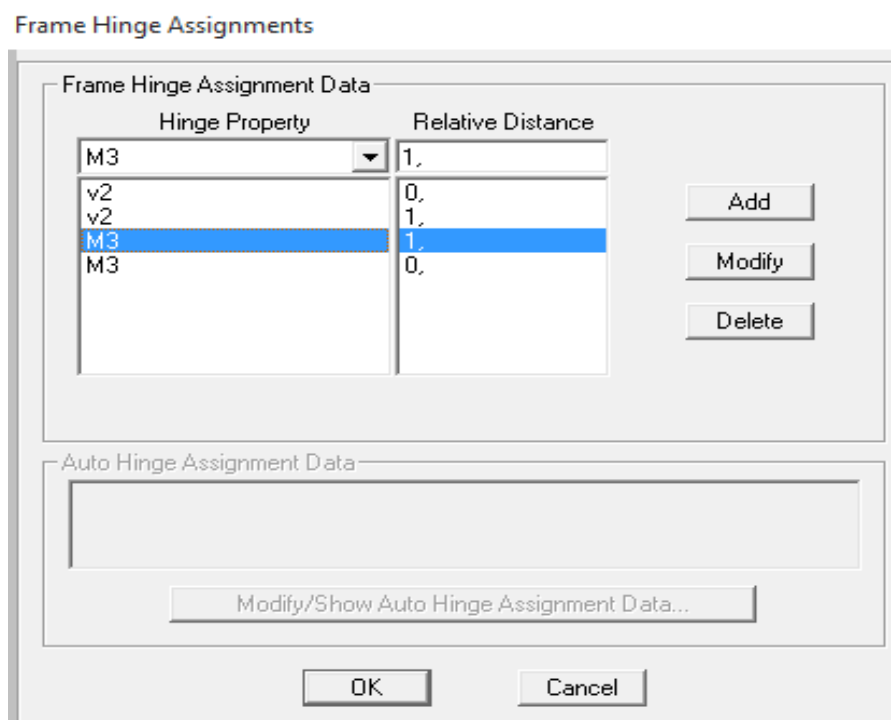 Frame Hinge Assignments
Frame Hinge Assignment Data
Hinge Property Relative Distance
M3 1,
v2 0,
v2 1,
M3 1,
M3 0,
Add
Modify
Delete
Auto Hinge Assignment Data
Modify/Show Auto Hinge Assignment Data...
OK Cancel